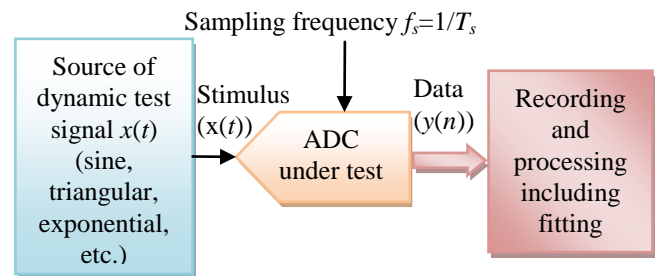 Sampling frequency fs=1/Ts
Source of
dynamic test
signal x(t)
(sine,
triangular,
exponential,
etc.)
Stimulus
(x(t))
ADC
under test
Data
(y(n))
Recording
and
processing
including
fitting